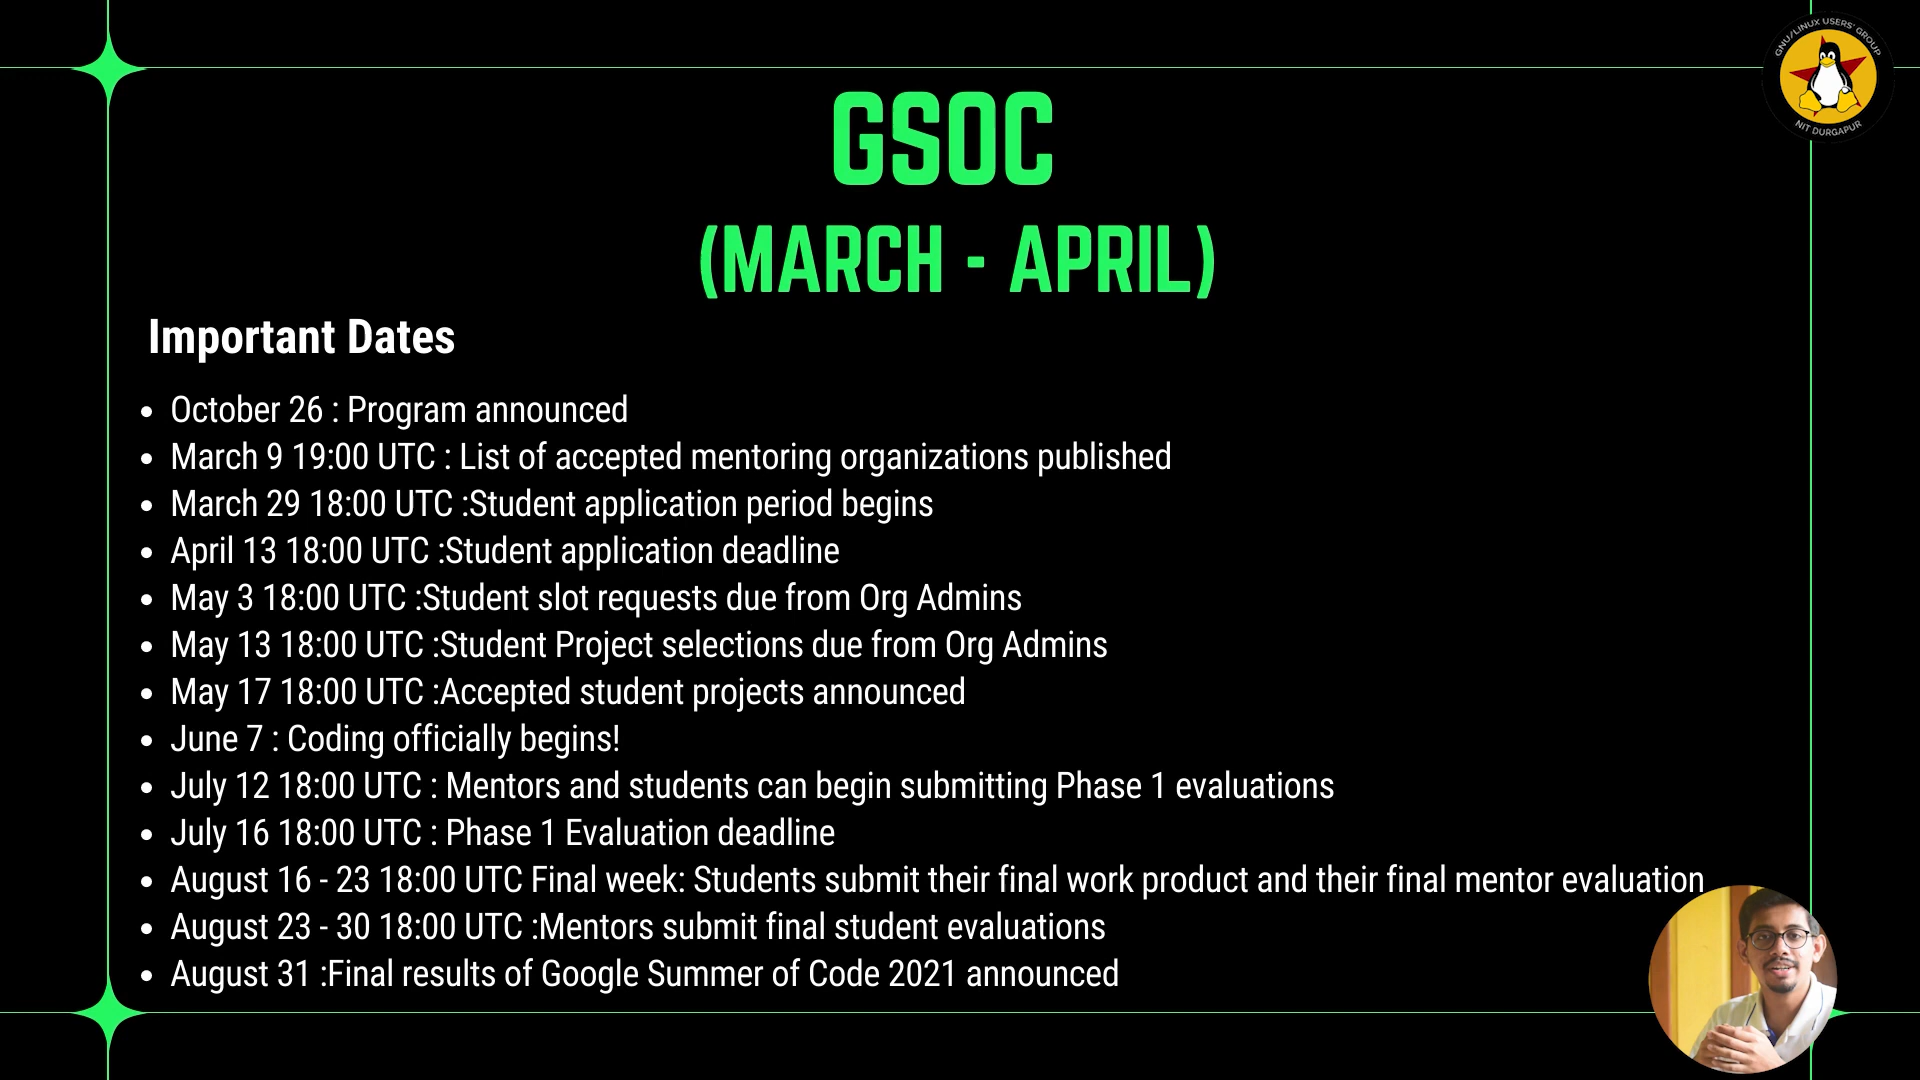 GNU/LINUX USERS' GROUP
NIT DURGAPUR
GSOC
(MARCH - APRIL)
Important Dates
• October 26 : Program announced
• March 9 19:00 UTC : List of accepted mentoring organizations published
• March 29 18:00 UTC :Student application period begins
• April 13 18:00 UTC :Student application deadline
• May 3 18:00 UTC :Student slot requests due from Org Admins
• May 13 18:00 UTC :Student Project selections due from Org Admins
• May 17 18:00 UTC :Accepted student projects announced
• June 7 : Coding officially begins!
• July 12 18:00 UTC : Mentors and students can begin submitting Phase 1 evaluations
• July 16 18:00 UTC : Phase 1 Evaluation deadline
• August 16 - 23 18:00 UTC Final week: Students submit their final work product and their final mentor evaluation
• August 23 - 30 18:00 UTC :Mentors submit final student evaluations
• August 31 :Final results of Google Summer of Code 2021 announced